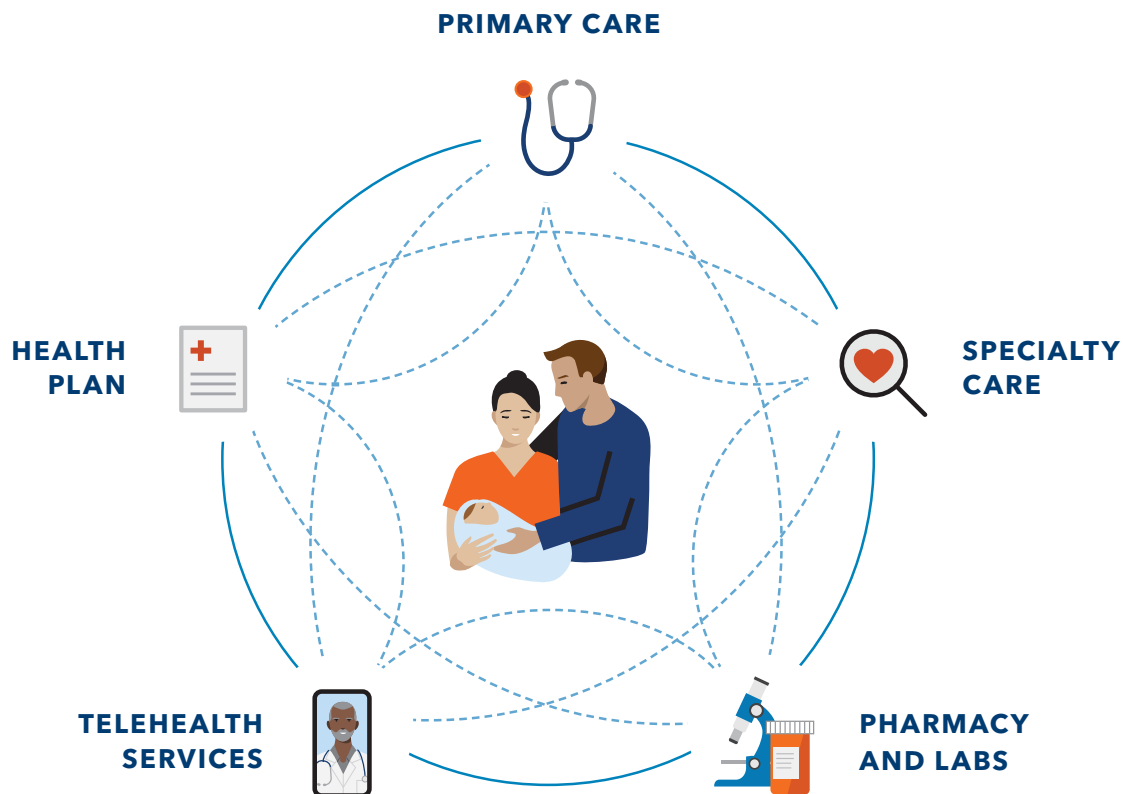 PRIMARY CARE
HEALTH
PLAN
SPECIALTY
CARE
TELEHEALTH
SERVICES
PHARMACY
AND LABS